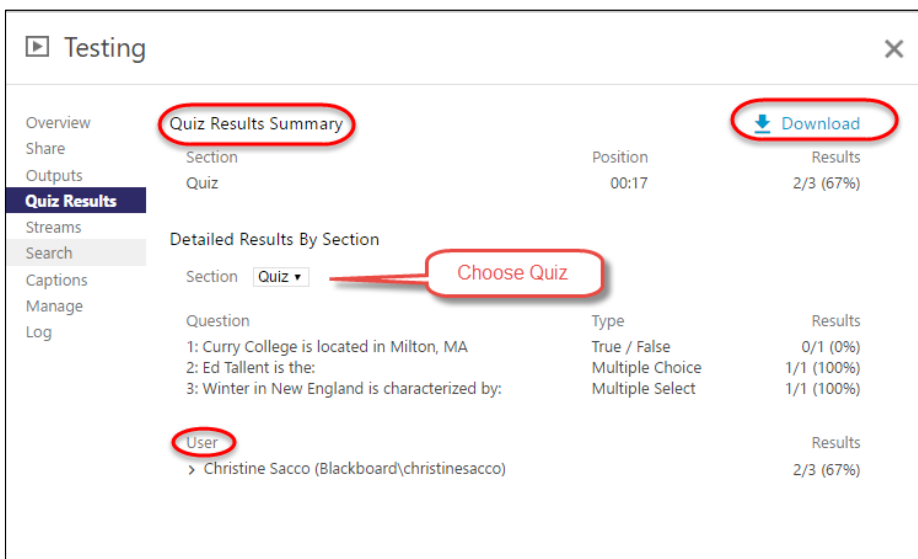 Testing
Overview
Share
Outputs
Quiz Results
Streams
Search
Captions
Manage
Log
Quiz Results Summary
Download
Section Position Results
Quiz 00:17 2/3 (67%)
Detailed Results By Section
Section Quiz
Choose Quiz
Question Type Results
1: Curry College is located in Milton, MA True / False 0/1 (0%)
2: Ed Tallent is the: Multiple Choice 1/1 (100%)
3: Winter in New England is characterized by: Multiple Select 1/1 (100%)
User Results
Christine Sacco (Blackboard\christinesacco) 2/3 (67%)